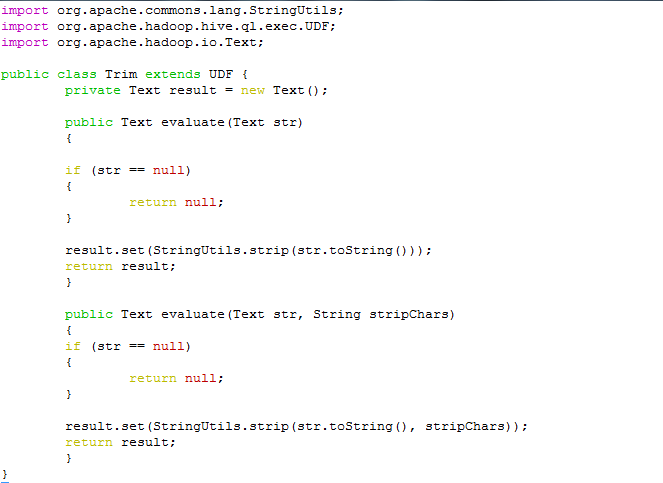 import org.apache.commons.lang.StringUtils;
import org.apache.hadoop.hive.ql.exec.UDF;
import org.apache.hadoop.io.Text;

public class Trim extends UDF {
        private Text result = new Text();

        public Text evaluate(Text str)
        {

        if (str == null)
        {
                return null;
        }

        result.set(StringUtils.strip(str.toString()));
        return result;
        }

        public Text evaluate(Text str, String stripChars)
        {
        if (str == null)
        {
                return null;
        }

        result.set(StringUtils.strip(str.toString(), stripChars));
        return result;
        }
}